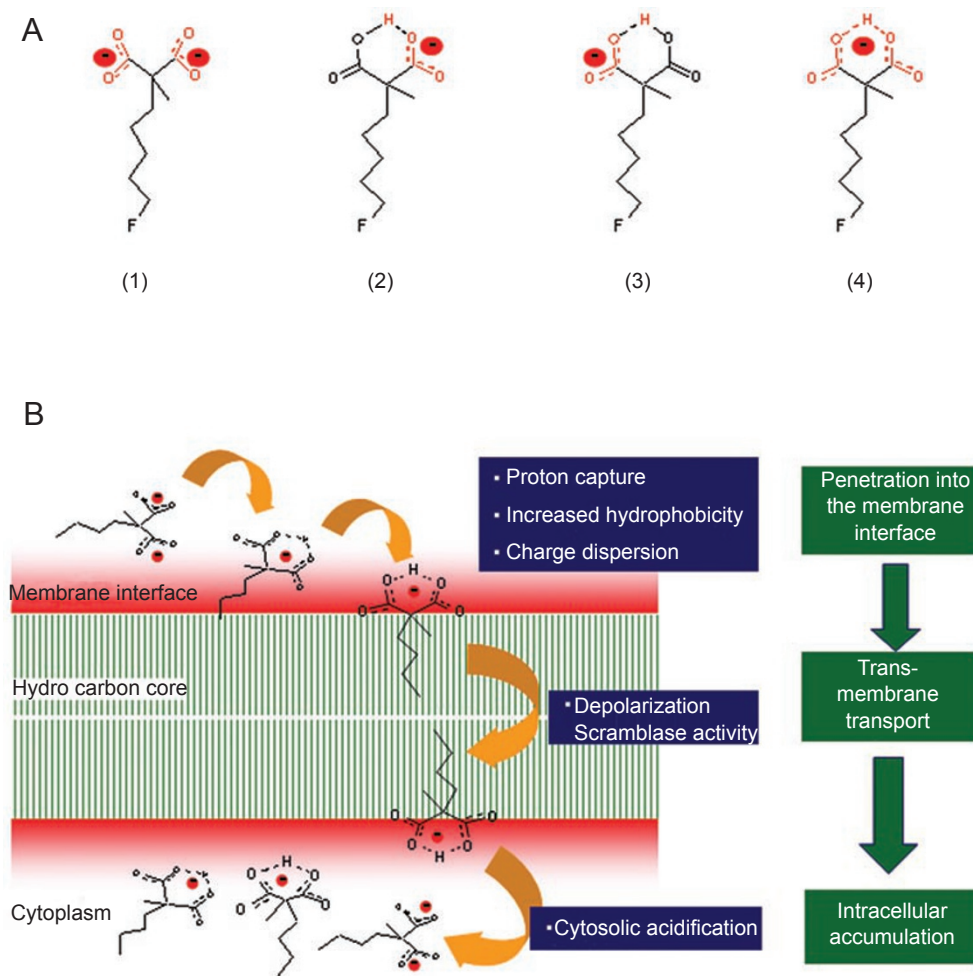 A
O O O O
(-) (-)
H
O O
O O
H
O O
O O
H
O O
O O
F F F F
(1) (2) (3) (4)
B
▪ Proton capture
▪ Increased hydrophobicity
▪ Charge dispersion
Penetration into
the membrane
interface
Membrane interface
H
O O
O O
Hydro carbon core
▪ Depolarization
Scramblase activity
Trans-
membrane
transport
O O
O O
H
H
O O
O O
Cytoplasm
▪ Cytosolic acidification
Intracellular
accumulation